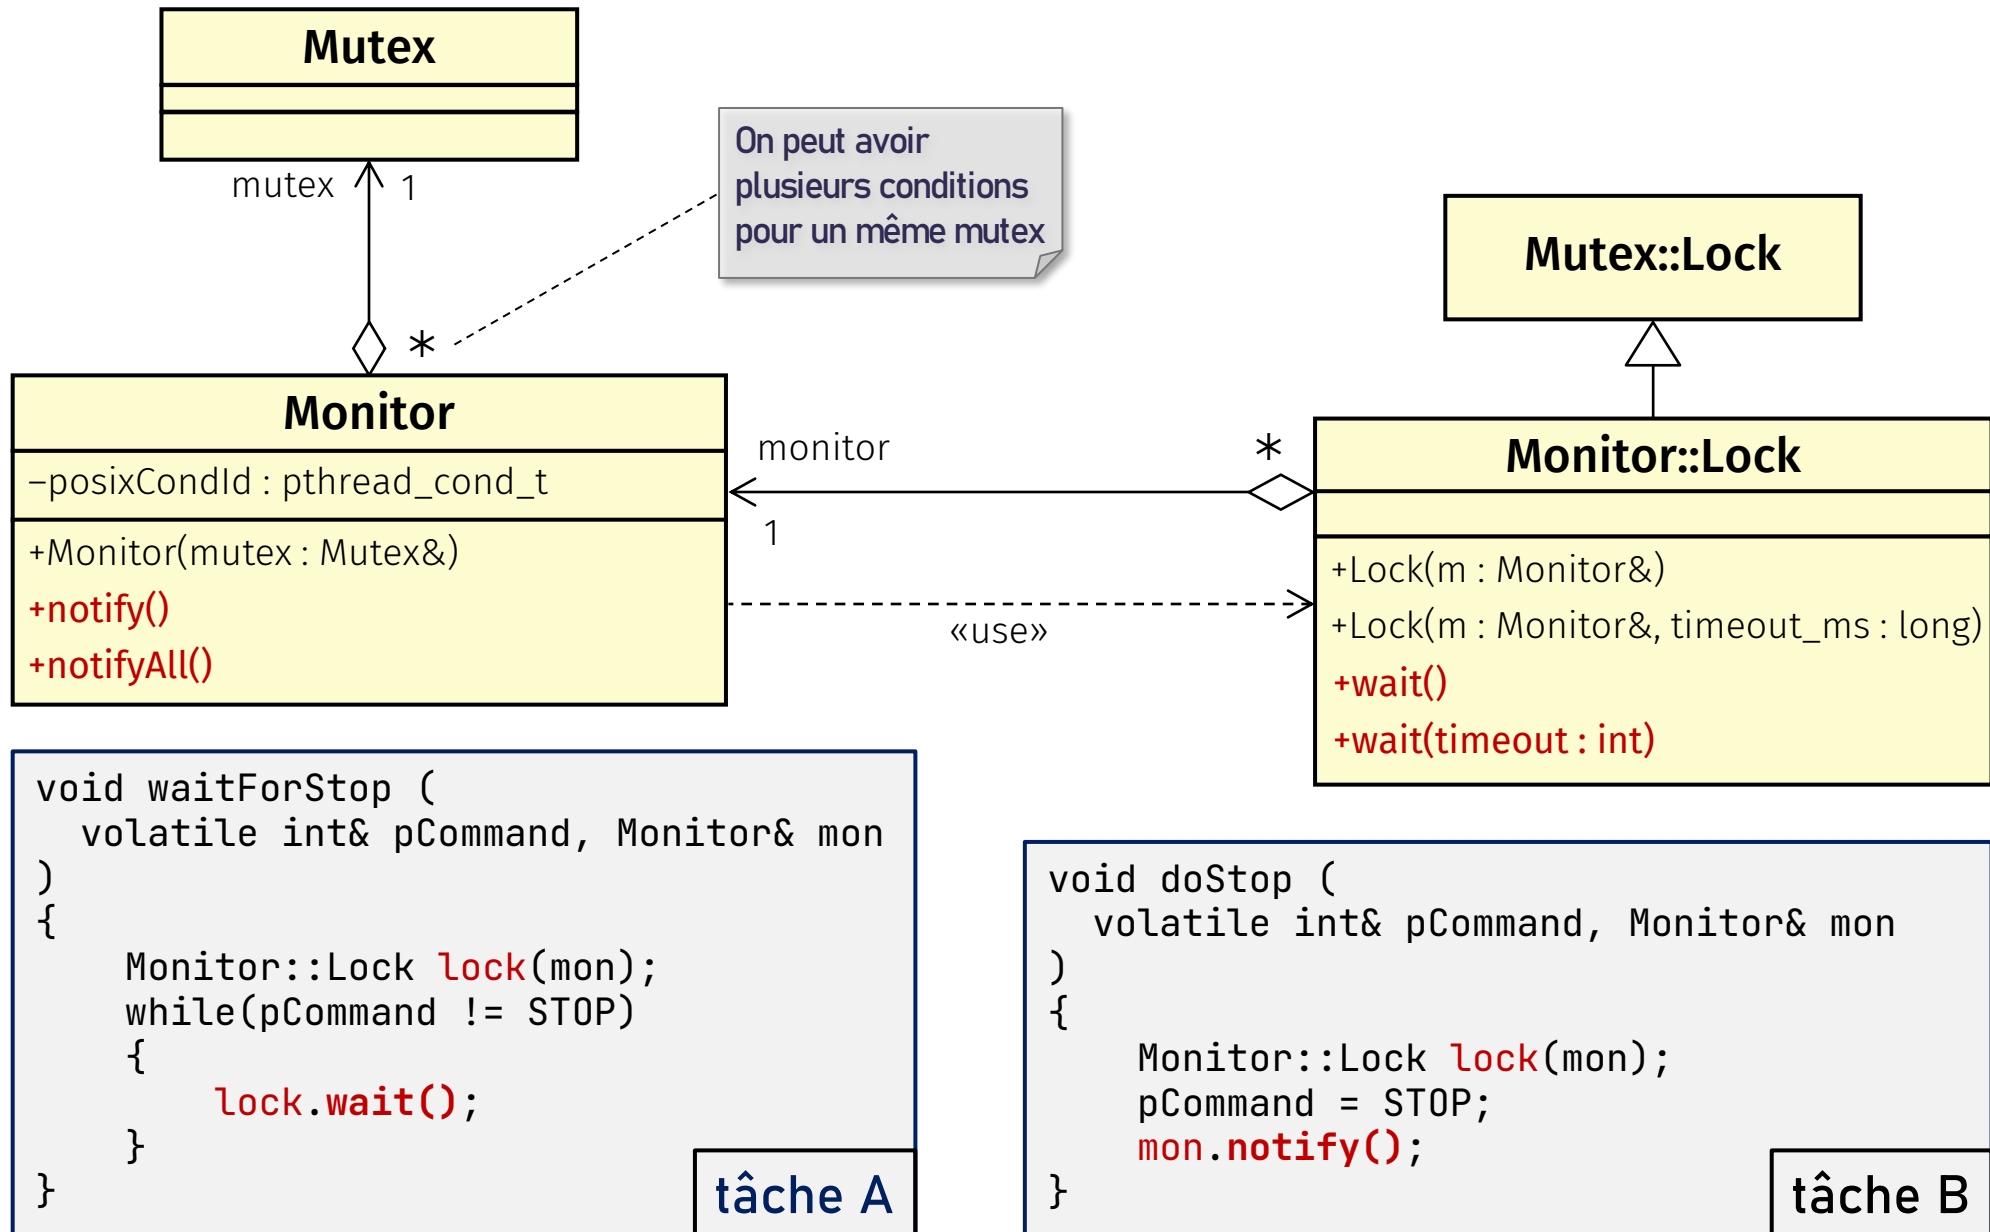 Mutex
mutex
1
On peut avoir
plusieurs conditions
pour un même mutex
*
Mutex::Lock
Monitor
–posixCondId : pthread_cond_t
+Monitor(mutex : Mutex&)
+notify()
+notifyAll()
monitor
*
1
«use»
Monitor::Lock
+Lock(m : Monitor&)
+Lock(m : Monitor&, timeout_ms : long)
+wait()
+wait(timeout : int)
void waitForStop (
  volatile int& pCommand, Monitor& mon
)
{
    Monitor::Lock lock(mon);
    while(pCommand != STOP)
    {
        lock.wait();
    }
}
tâche A
void doStop (
  volatile int& pCommand, Monitor& mon
)
{
    Monitor::Lock lock(mon);
    pCommand = STOP;
    mon.notify();
}
tâche B